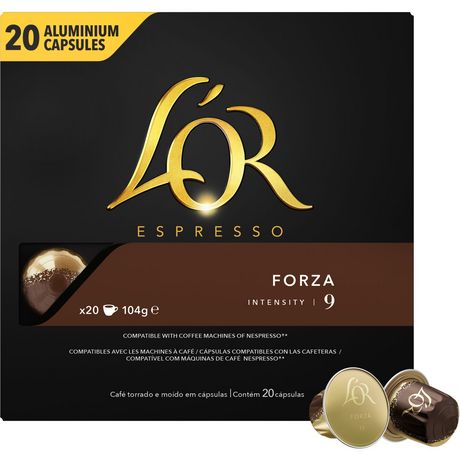 20 ALUMINIUM
CAPSULES
L'OR
ESPRESSO
FORZA
INTENSITY | 9
x20 104g ℮
COMPATIBLE WITH COFFEE MACHINES OF NESPRESSO**
COMPATIBLES AVEC LES MACHINES À CAFÉ / CÁPSULAS COMPATIBLES CON LAS CAFETERAS /
COMPATÍVEL COM MÁQUINAS DE CAFÉ NESPRESSO**
Café torrado e moído em cápsulas | Contém 20 cápsulas
L'OR
FORZA